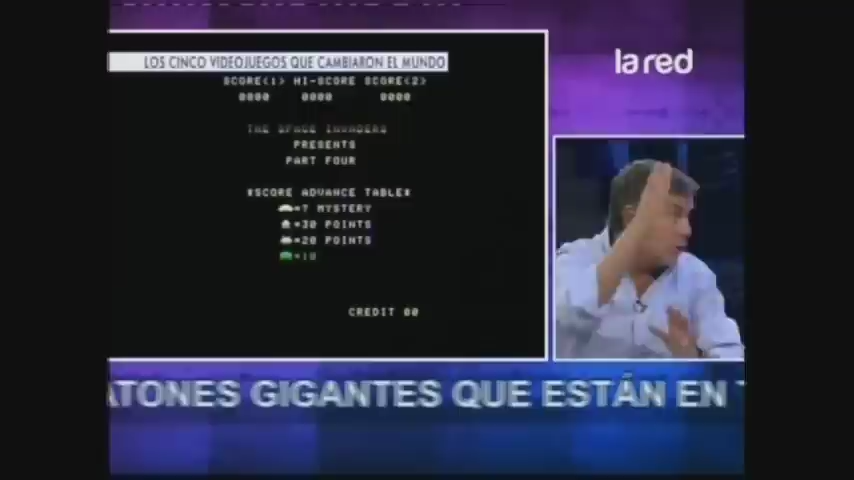 LOS CINCO VIDEOJUEGOS QUE CAMBIARON EL MUNDO
la red
SCORE<1> HI-SCORE SCORE<2>
0000 0000 0000
THE SPACE INVADERS
PRESENTS
PART FOUR
*SCORE ADVANCE TABLE*
=? MYSTERY
=30 POINTS
=20 POINTS
=10
CREDIT 00
ATONES GIGANTES QUE ESTÁN EN